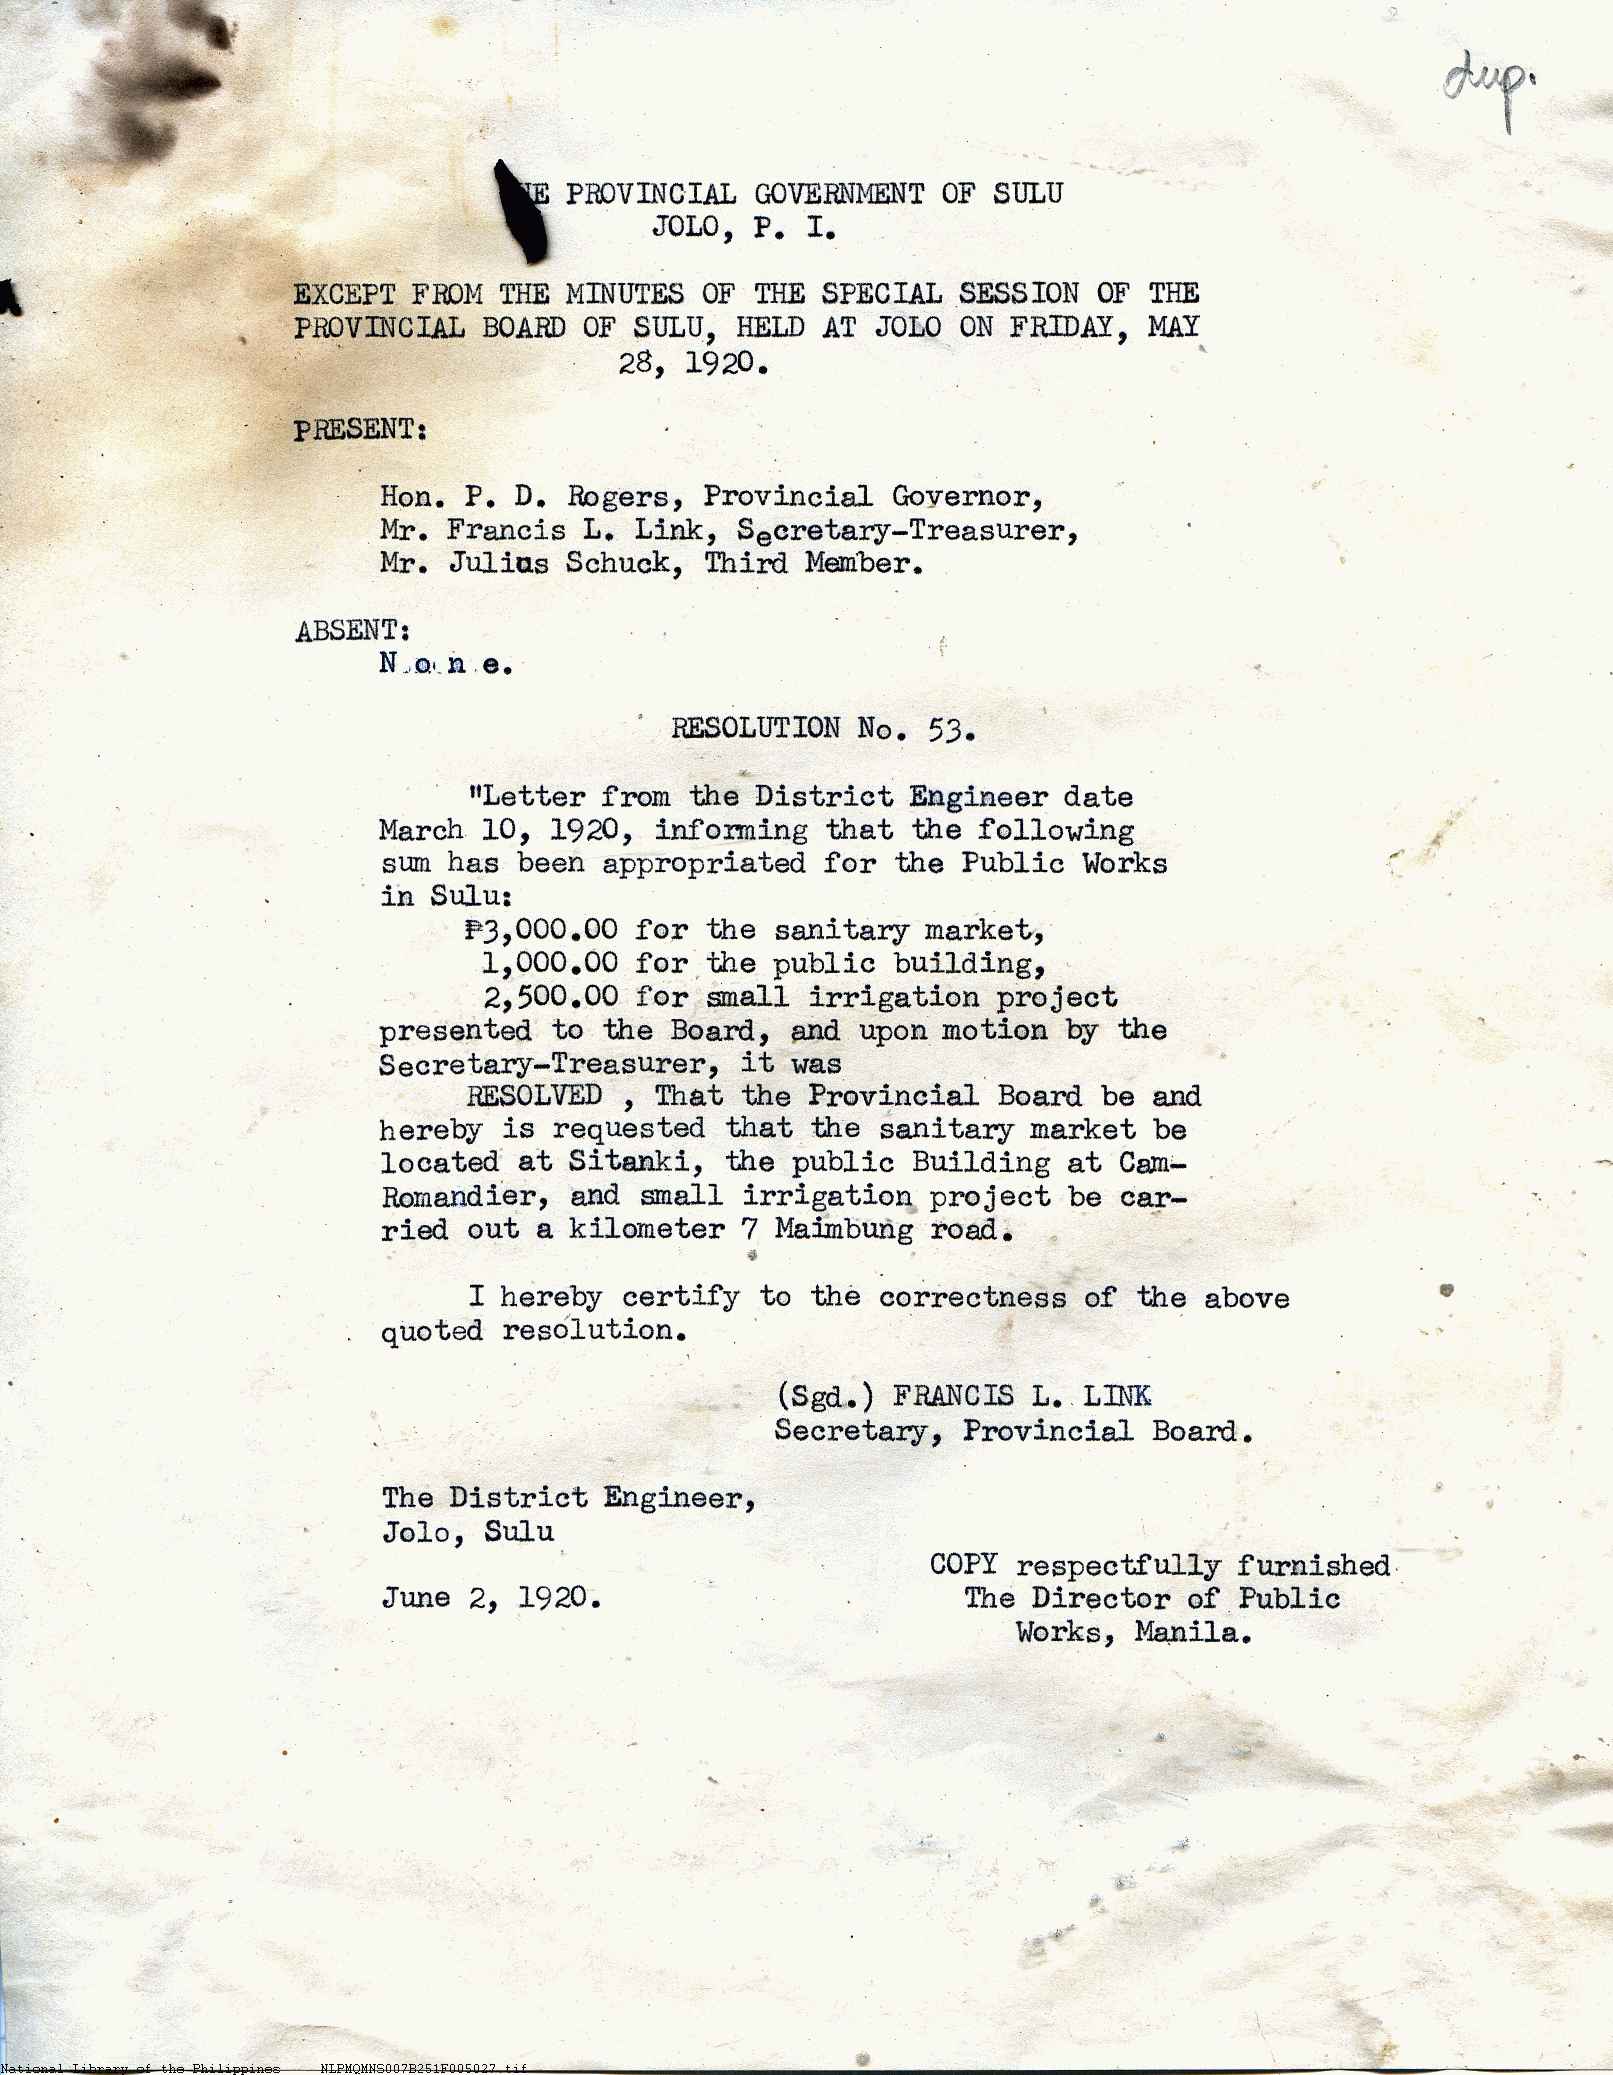 dup.
THE PROVINCIAL GOVERNMENT OF SULU
JOLO, P. I.
EXCEPT FROM THE MINUTES OF THE SPECIAL SESSION OF THE
PROVINCIAL BOARD OF SULU, HELD AT JOLO ON FRIDAY, MAY
28, 1920.
PRESENT:
Hon. P. D. Rogers, Provincial Governor,
Mr. Francis L. Link, Secretary-Treasurer,
Mr. Julius Schuck, Third Member.
ABSENT:
N o n e.
RESOLUTION No. 53.
"Letter from the District Engineer date
March 10, 1920, informing that the following
sum has been appropriated for the Public Works
in Sulu:
₱3,000.00 for the sanitary market,
1,000.00 for the public building,
2,500.00 for small irrigation project
presented to the Board, and upon motion by the
Secretary-Treasurer, it was
RESOLVED , That the Provincial Board be and
hereby is requested that the sanitary market be
located at Sitanki, the public Building at Cam-
Romandier, and small irrigation project be car-
ried out a kilometer 7 Maimbung road.
I hereby certify to the correctness of the above
quoted resolution.
(Sgd.) FRANCIS L. LINK
Secretary, Provincial Board.
The District Engineer,
Jolo, Sulu
COPY respectfully furnished
June 2, 1920. The Director of Public
Works, Manila.
National Library of the Philippines NLPMQMNS007B251F005027.tif